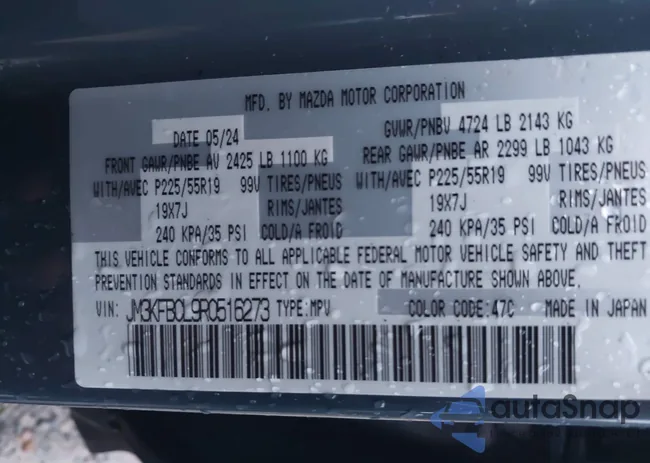 MFD. BY MAZDA MOTOR CORPORATION
DATE 05/24 GVWR/PNBV 4724 LB 2143 KG
FRONT GAWR/PNBE AV 2425 LB 1100 KG REAR GAWR/PNBE AR 2299 LB 1043 KG
WITH/AVEC P225/55R19 99V TIRES/PNEUS WITH/AVEC P225/55R19 99V TIRES/PNEUS
19X7J RIMS/JANTES 19X7J RIMS/JANTES
240 KPA/35 PSI COLD/A FROID 240 KPA/35 PSI COLD/A FROID
THIS VEHICLE CONFORMS TO ALL APPLICABLE FEDERAL MOTOR VEHICLE SAFETY AND THEFT
PREVENTION STANDARDS IN EFFECT ON THE DATE OF MANUFACTURE SHOWN ABOVE.
VIN: JM3KFBCL9R0516273 TYPE:MPV COLOR CODE:47C MADE IN JAPAN
autoSnap